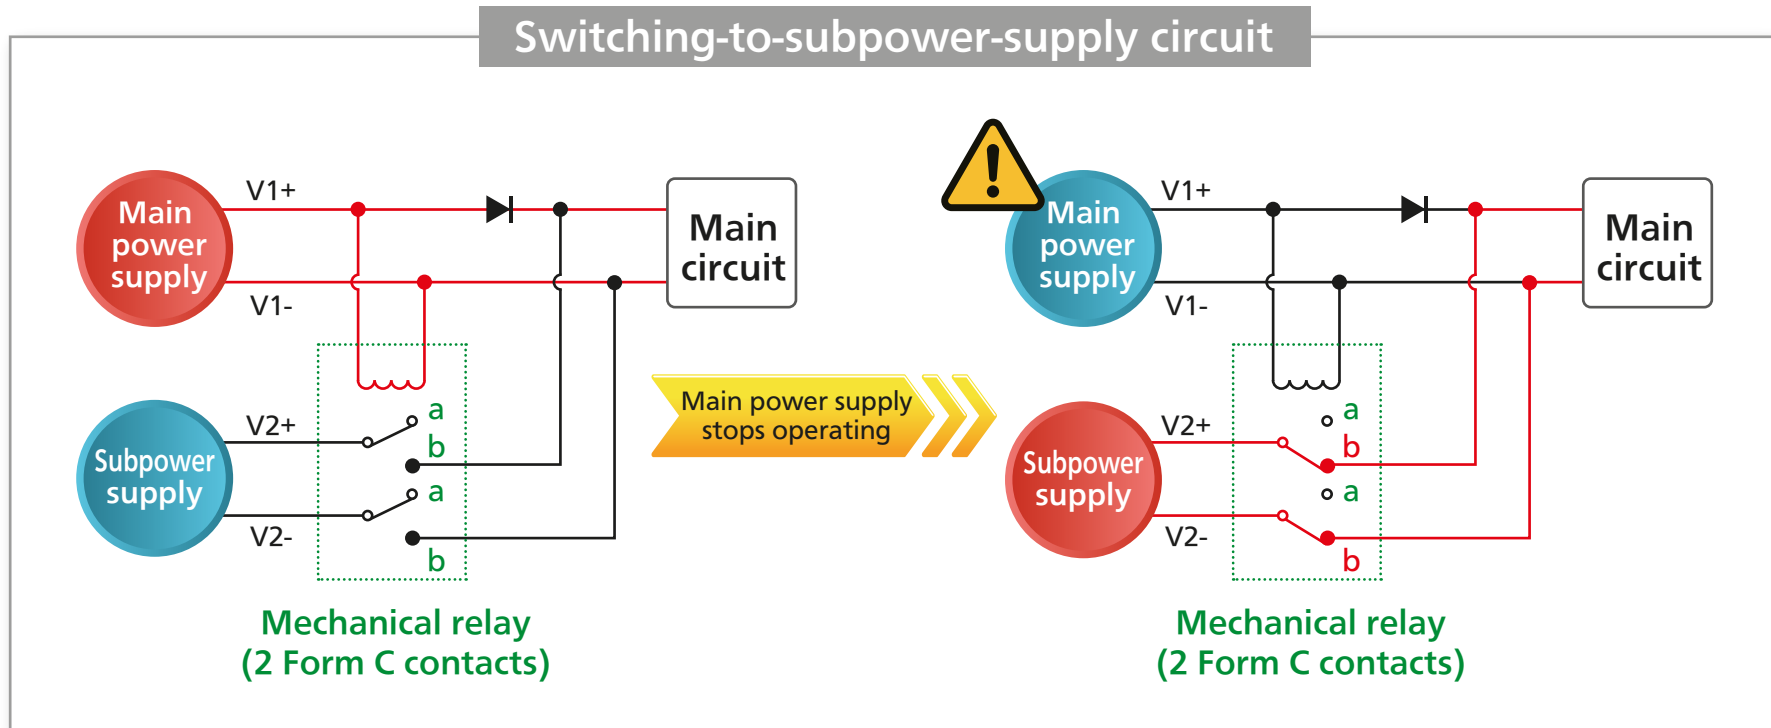 Switching-to-subpower-supply circuit
V1+
Main
power
supply
V1-
Main
circuit
V2+
Subpower
supply
V2-
a
b
a
b
Mechanical relay
(2 Form C contacts)
Main power supply
stops operating
V1+
Main
power
supply
V1-
Main
circuit
V2+
Subpower
supply
V2-
a
b
a
b
Mechanical relay
(2 Form C contacts)